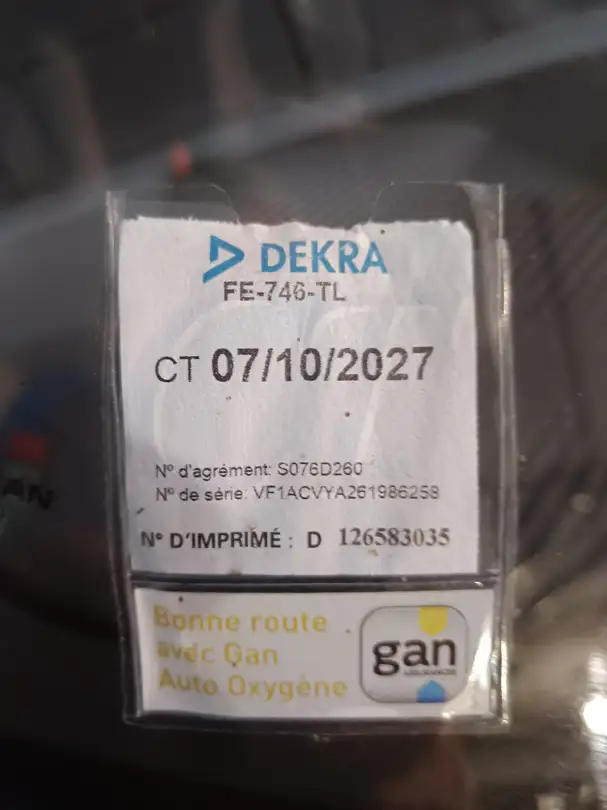 DEKRA
FE-746-TL
CT 07/10/2027
N° d'agrément: S076D260
N° de série: VF1ACVYA261986258
N° D'IMPRIMÉ : D 126583035
Bonne route
avec Gan
Auto Oxygène
gan
AN